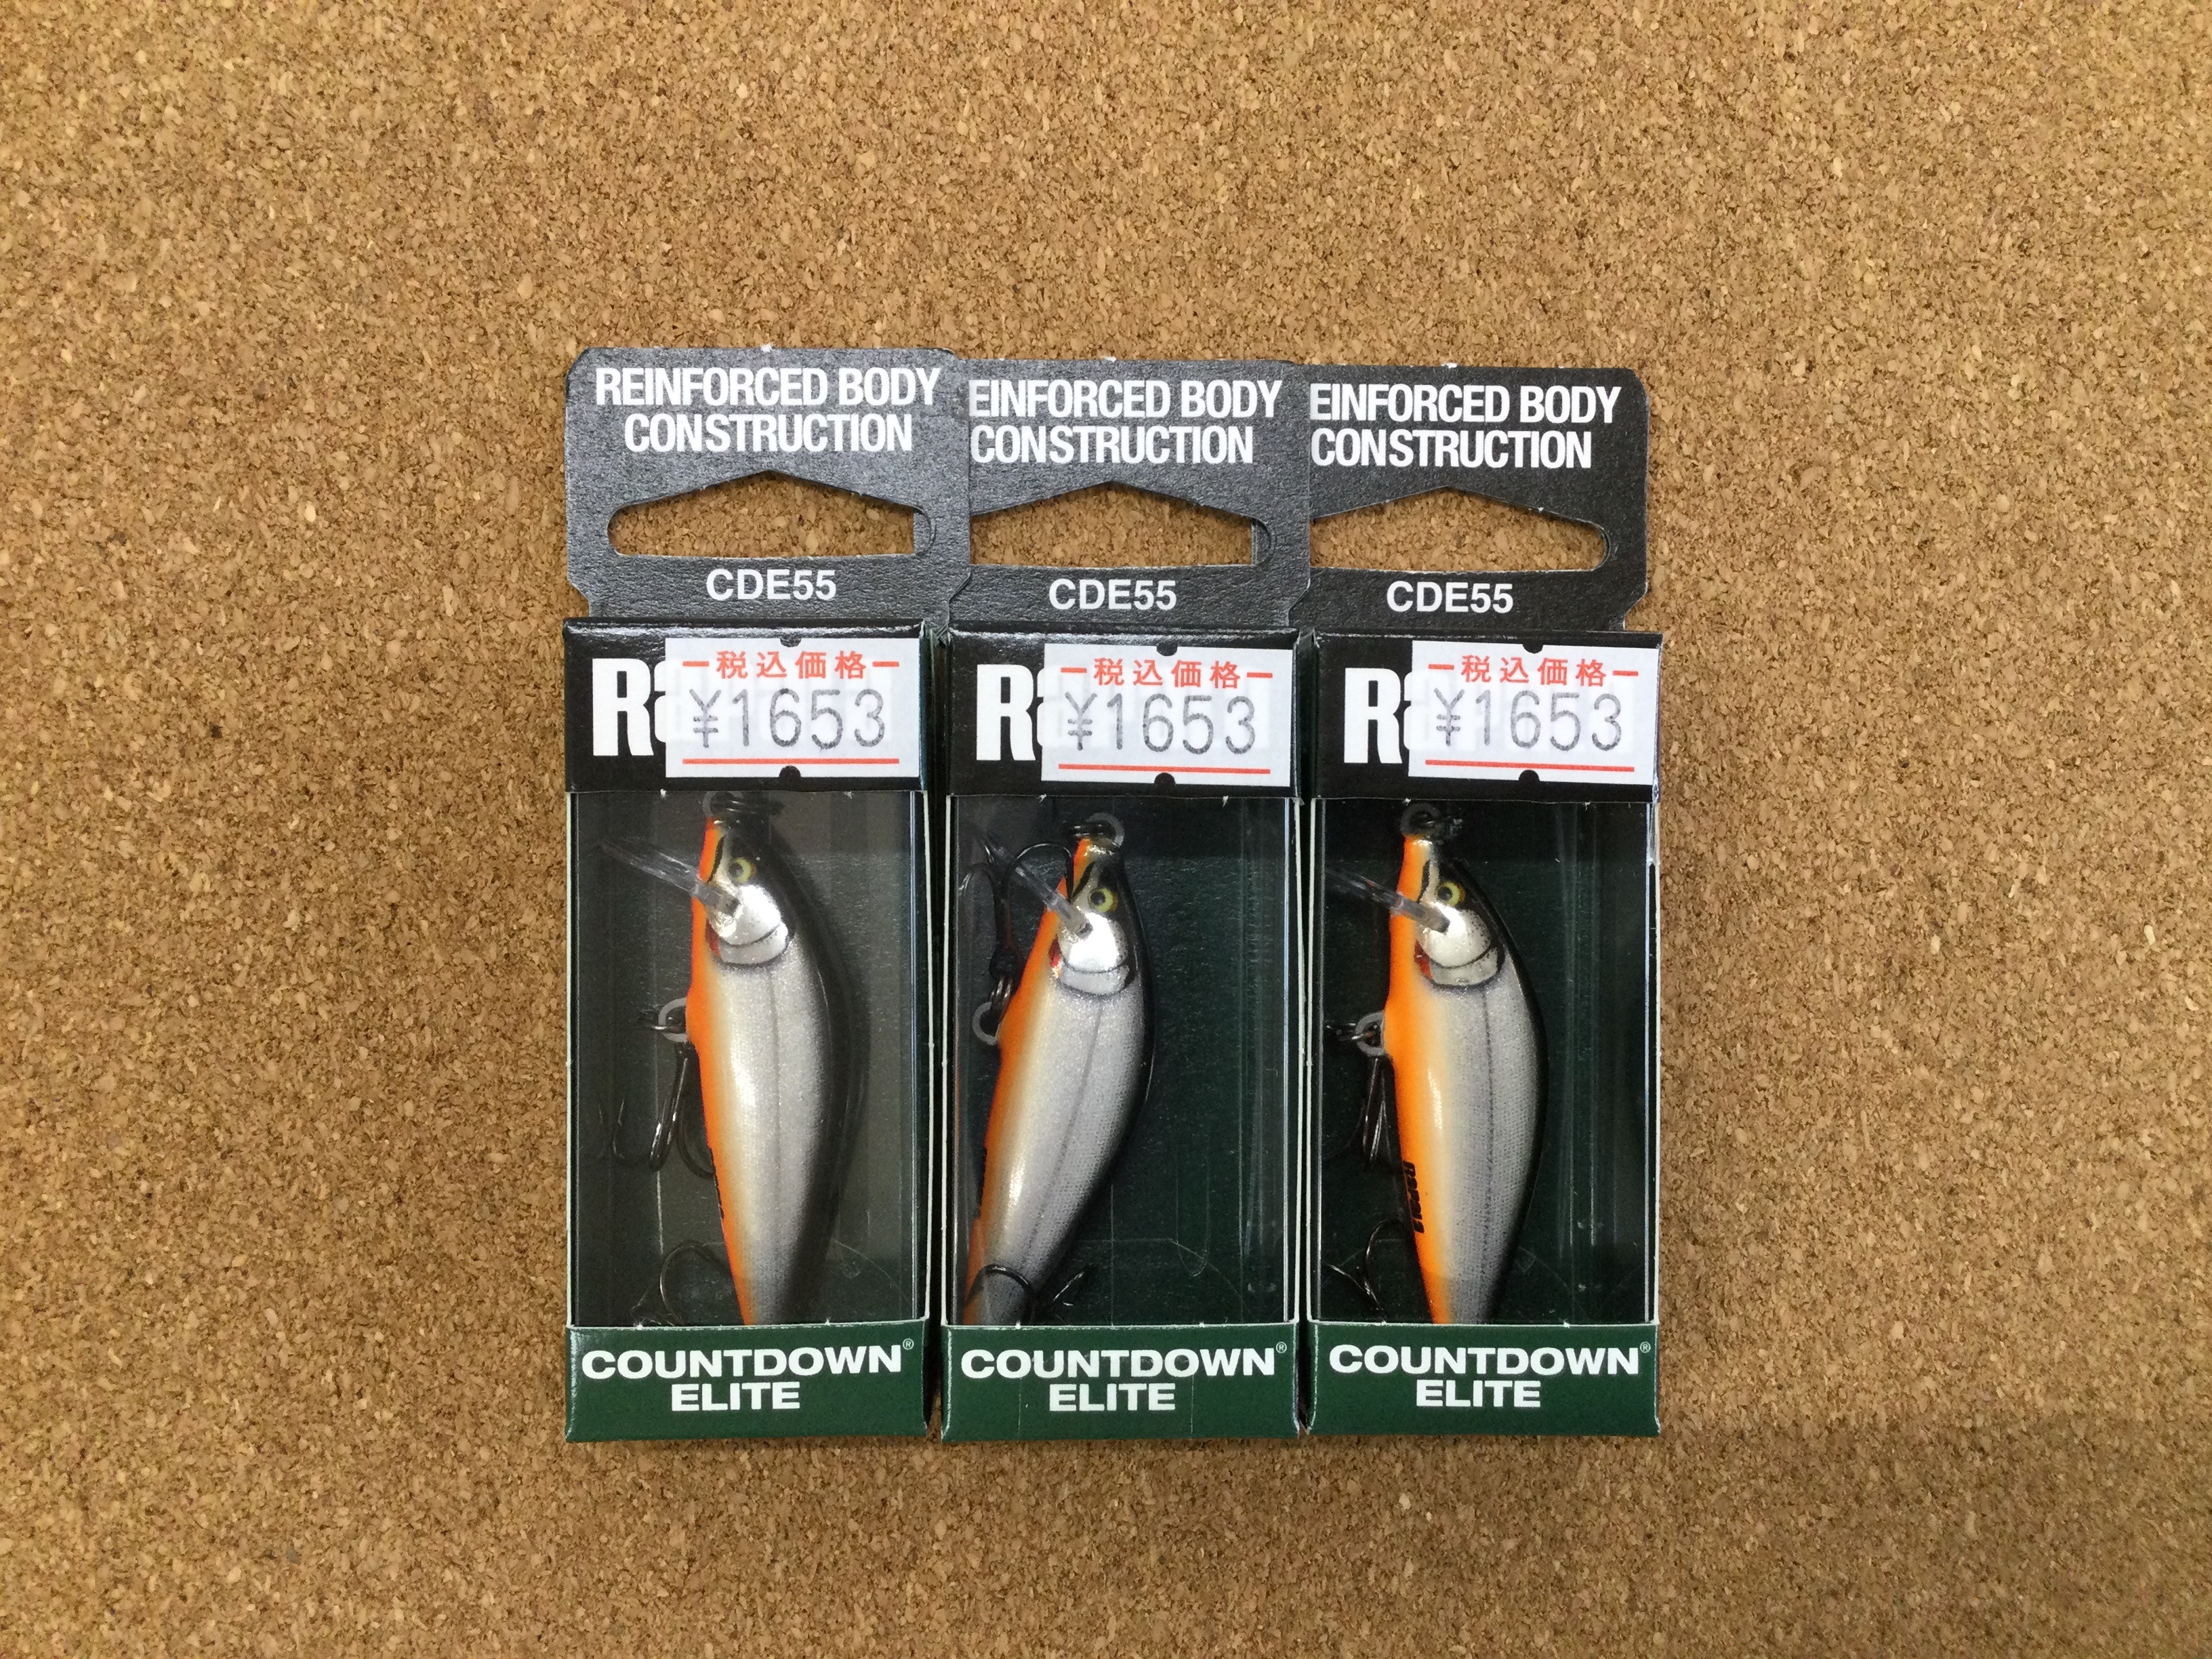 REINFORCED BODY
CONSTRUCTION
CDE55
税込価格
¥1653
COUNTDOWN®
ELITE
EINFORCED BODY
CONSTRUCTION
CDE55
税込価格
¥1653
COUNTDOWN®
ELITE
EINFORCED BODY
CONSTRUCTION
CDE55
税込価格
¥1653
Rapala
COUNTDOWN®
ELITE